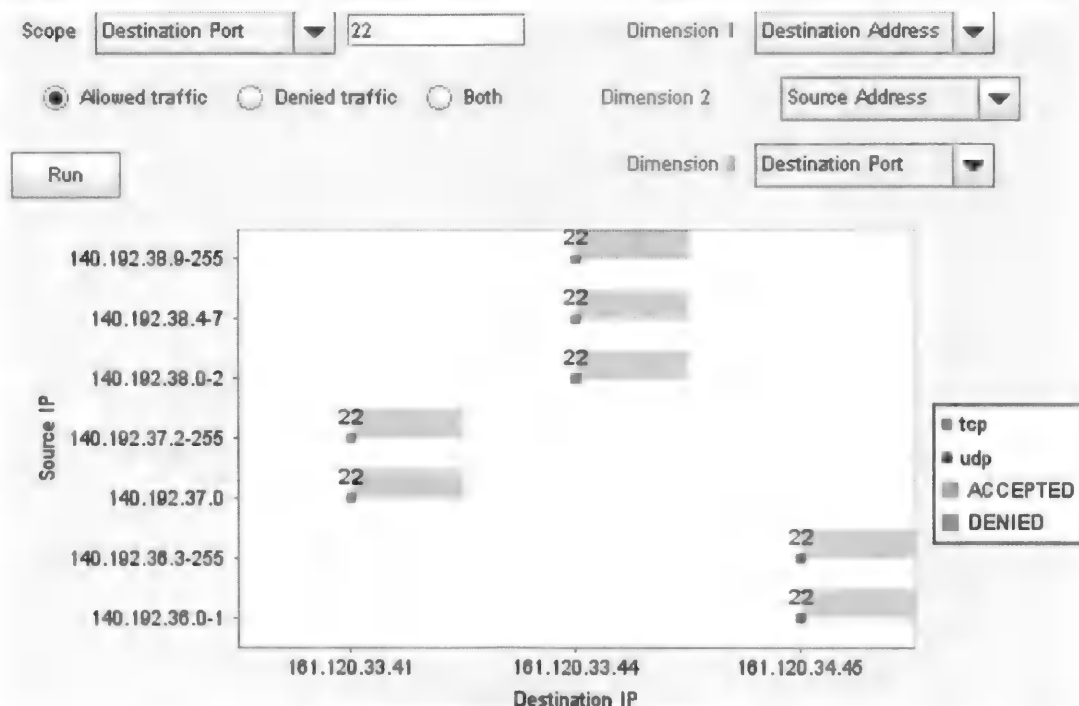 Scope Destination Port 22 Dimension 1 Destination Address
Allowed traffic Denied traffic Both Dimension 2 Source Address
Run Dimension 3 Destination Port
22
140.192.38.9-255
22
140.192.38.4-7
22
140.192.38.0-2
22
140.192.37.2-255
22
140.192.37.0
22
140.192.36.3-255
22
140.192.36.0-1
Source IP
tcp
udp
ACCEPTED
DENIED
161.120.33.41 161.120.33.44 161.120.34.45
Destination IP